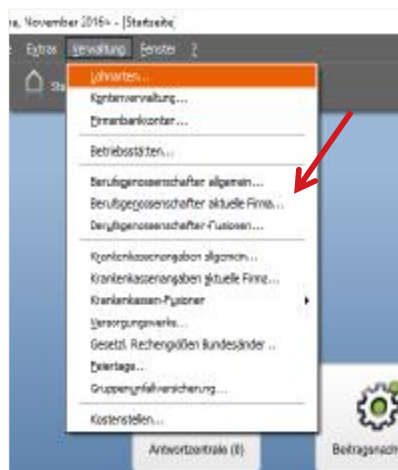 November 2016 - [Startseite]
Extras Verwaltung Fenster ?
Lohnarten...
Kontenverwaltung...
Firmenbankkonten...
Betriebsstätten...
Berufsgenossenschaften allgemein...
Berufsgenossenschaften aktuelle Firma...
Berufsgenossenschaften-Fusionen...
Krankenkassenangaben allgemein...
Krankenkassenangaben aktuelle Firma...
Krankenkassen-Fusionen
Versorgungswerke...
Gesetzl. Rechengrößen Bundesländer ...
Feiertage...
Gruppenunfallversicherung...
Kostenstellen...
Antwortzentrale (0)
Beitragsnach